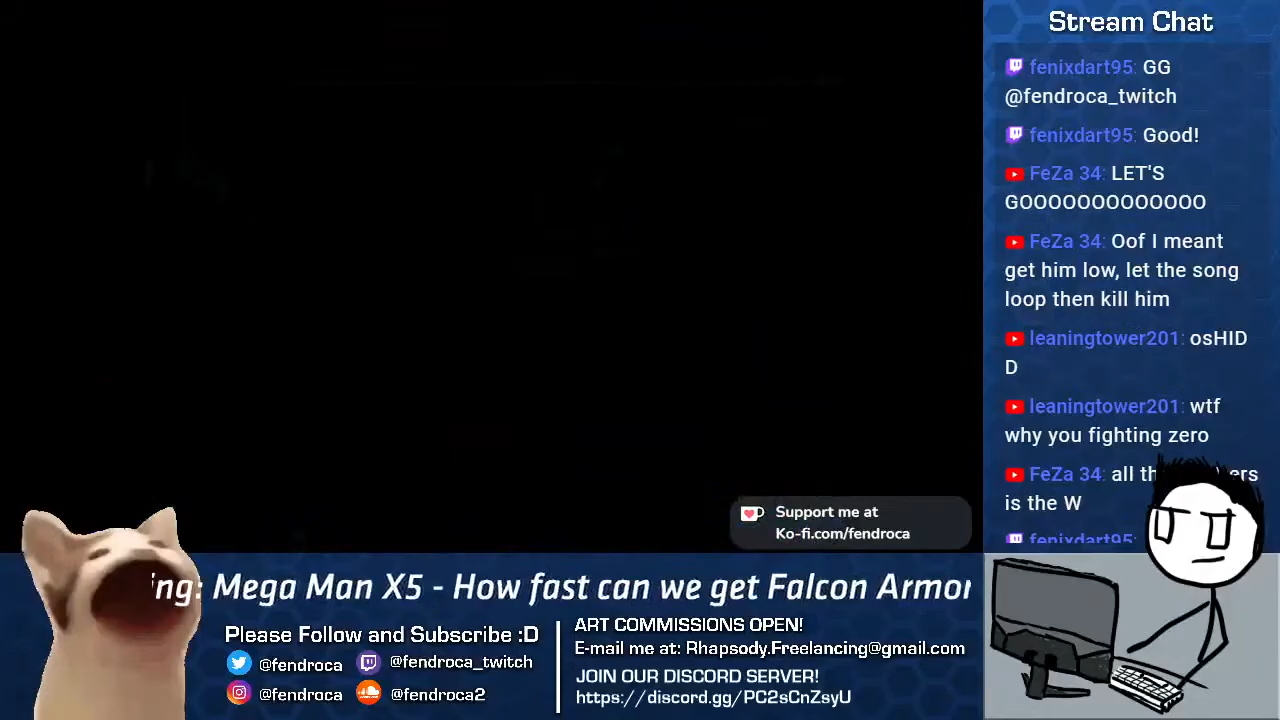 Stream Chat
fenixdart95: GG
@fendroca_twitch
fenixdart95: Good!
FeZa 34: LET'S
GOOOOOOOOOOOOO
FeZa 34: Oof I meant
get him low, let the song
loop then kill him
leaningtower201: osHID
D
leaningtower201: wtf
why you fighting zero
FeZa 34: all
is the W
fenixdart95:
Support me at
Ko-fi.com/fendroca
Mega Man X5 - How fast can we get Falcon Armor
Please Follow and Subscribe :D
@fendroca @fendroca_twitch
@fendroca @fendroca2
ART COMMISSIONS OPEN!
E-mail me at: Rhapsody.Freelancing@gmail.com
JOIN OUR DISCORD SERVER!
https://discord.gg/PC2sCnZsyU